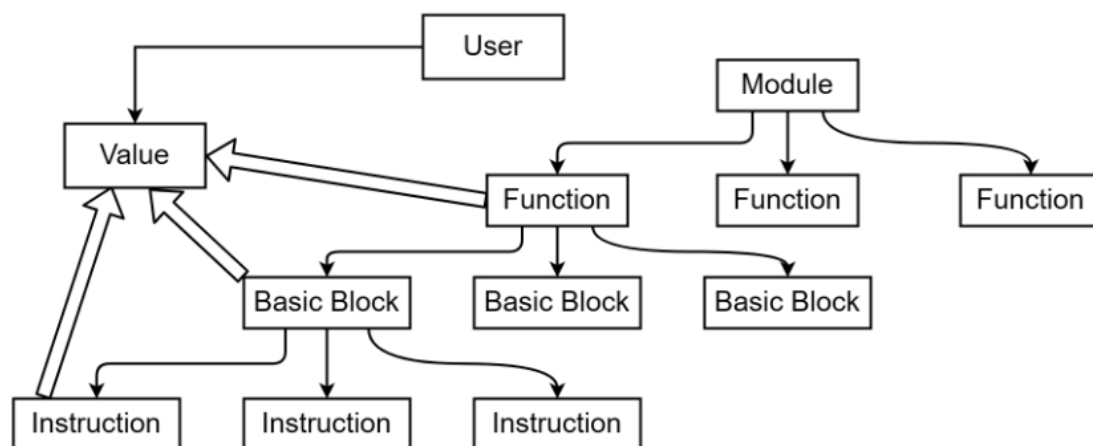 User
Module
Value
Function
Function
Function
Basic Block
Basic Block
Basic Block
Instruction
Instruction
Instruction